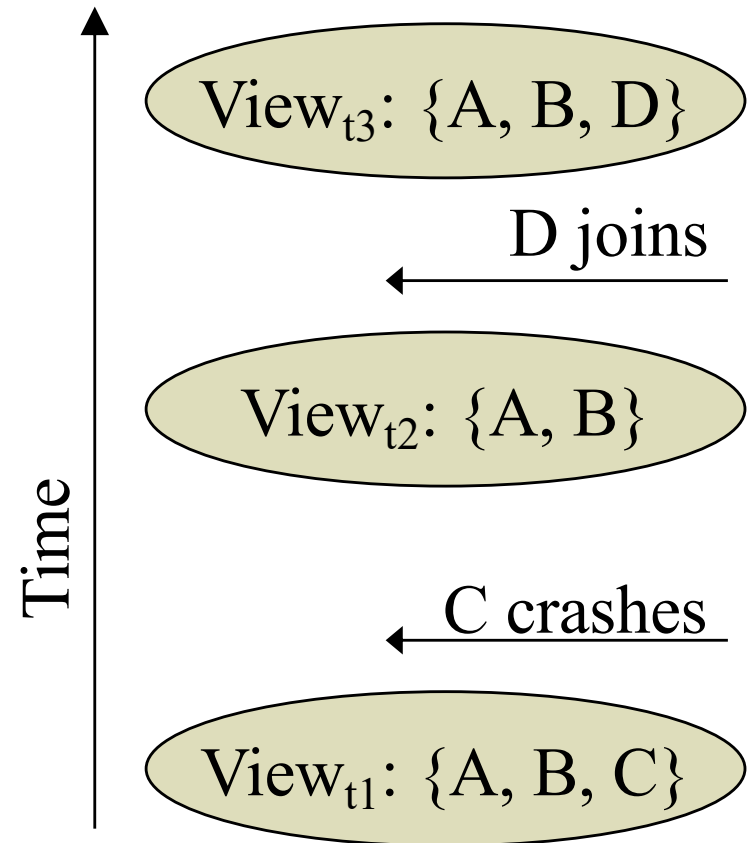 View_t3: {A, B, D}
D joins
View_t2: {A, B}
Time
C crashes
View_t1: {A, B, C}